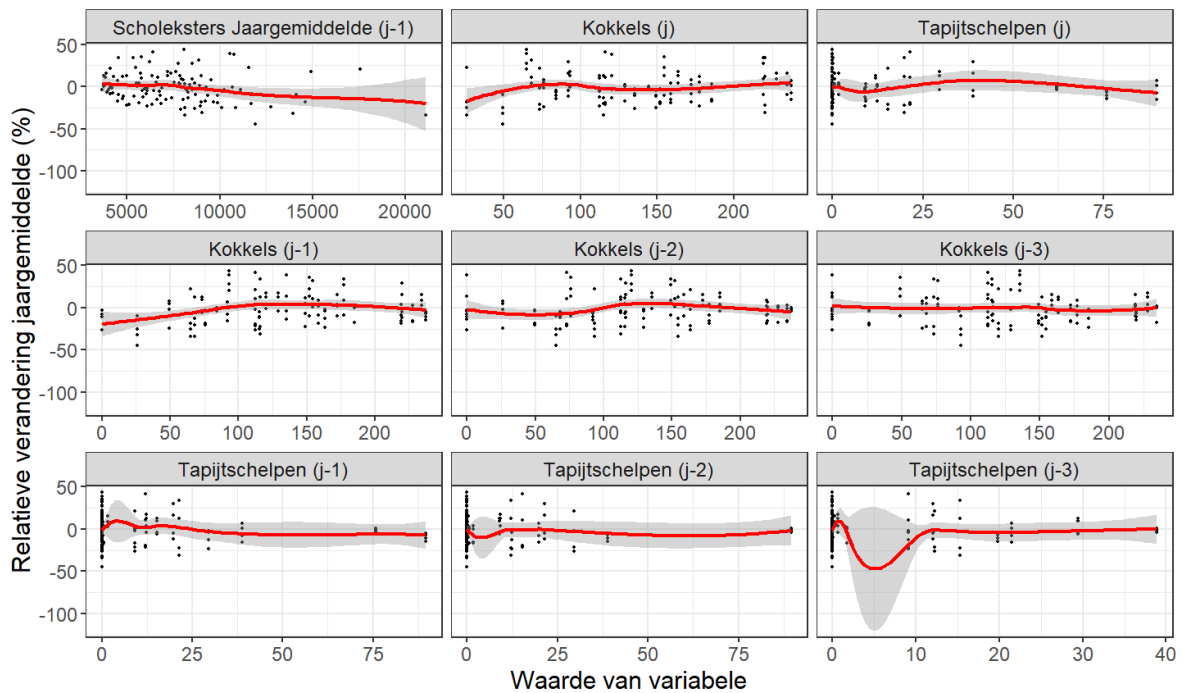 Scholeksters Jaargemiddelde (j-1)
Kokkels (j)
Tapijtschelpen (j)
50
0
-50
-100
5000 10000 15000 20000
50 100 150 200
0 25 50 75
Kokkels (j-1)
Kokkels (j-2)
Kokkels (j-3)
50
0
-50
-100
0 50 100 150 200
0 50 100 150 200
0 50 100 150 200
Tapijtschelpen (j-1)
Tapijtschelpen (j-2)
Tapijtschelpen (j-3)
50
0
-50
-100
0 25 50 75
0 25 50 75
0 10 20 30 40
Relatieve verandering jaargemiddelde (%)
Waarde van variabele